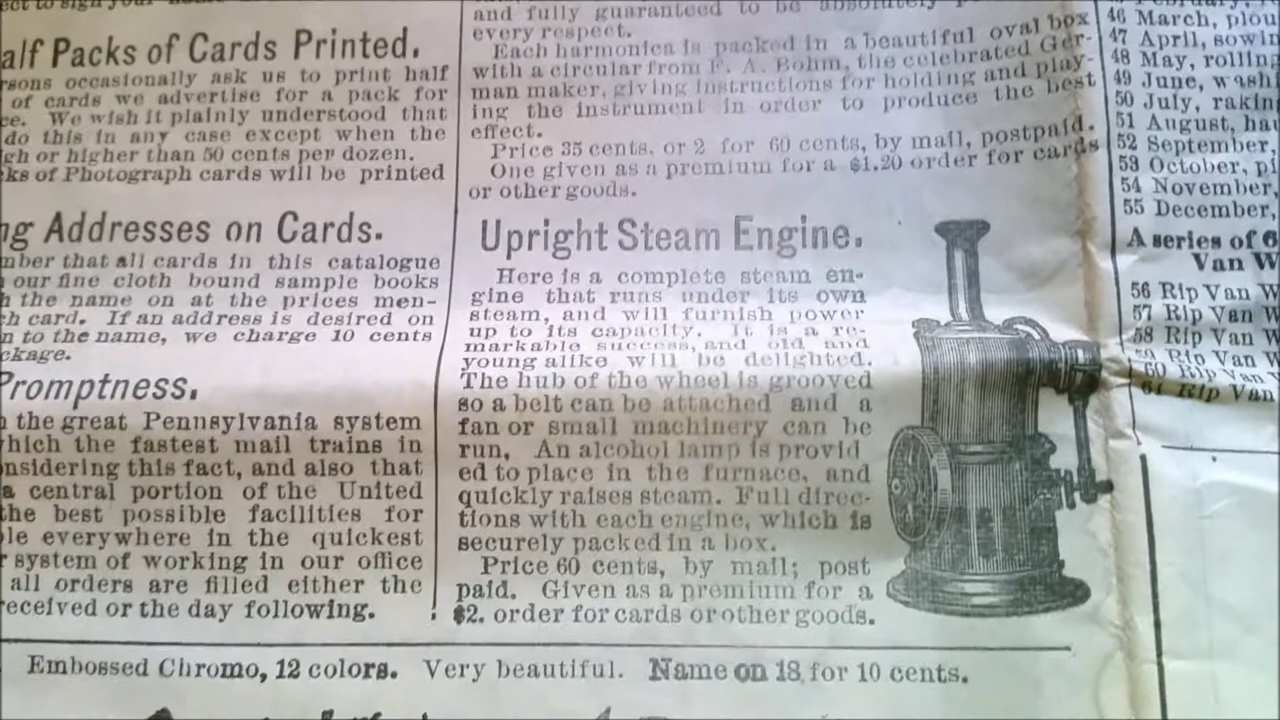 alf Packs of Cards Printed.
rsons occasionally ask us to print half
of cards we advertise for a pack for
ce. We wish it plainly understood that
do this in any case except when the
gh or higher than 50 cents per dozen.
ks of Photograph cards will be printed
ng Addresses on Cards.
mber that all cards in this catalogue
our fine cloth bound sample books
h the name on at the prices men-
ch card. If an address is desired on
n to the name, we charge 10 cents
ckage.
Promptness.
the great Pennsylvania system
hich the fastest mail trains in
onsidering this fact, and also that
a central portion of the United
the best possible facilities for
le everywhere in the quickest
r system of working in our office
all orders are filled either the
received or the day following.
and fully guaranteed to be absolutely
every respect.
Each harmonica is packed in a beautiful oval box
with a circular from F. A. Bohm, the celebrated Ger-
man maker, giving instructions for holding and play-
ing the instrument in order to produce the best
effect.
Price 35 cents, or 2 for 60 cents, by mail, postpaid.
One given as a premium for a $1.20 order for cards
or other goods.
Upright Steam Engine.
Here is a complete steam en-
gine that runs under its own
steam, and will furnish power
up to its capacity. It is a re-
markable success, and old and
young alike will be delighted.
The hub of the wheel is grooved
so a belt can be attached and a
fan or small machinery can be
run, An alcohol lamp is provid
ed to place in the furnace, and
quickly raises steam. Full direc-
tions with each engine, which is
securely packed in a box.
Price 60 cents, by mail; post
paid. Given as a premium for a
$2. order for cards or other goods.
46 March, plou
47 April, sowin
48 May, rolling
49 June, wash
50 July, rakin
51 August, har
52 September,
53 October, pi
54 November,
55 December,
A series of 6
Van W
56 Rip Van W
57 Rip Van W
58 Rip Van W
59 Rip Van W
60 Rip Van W
61 Rip Van
Embossed Chromo, 12 colors. Very beautiful. Name on 18 for 10 cents.